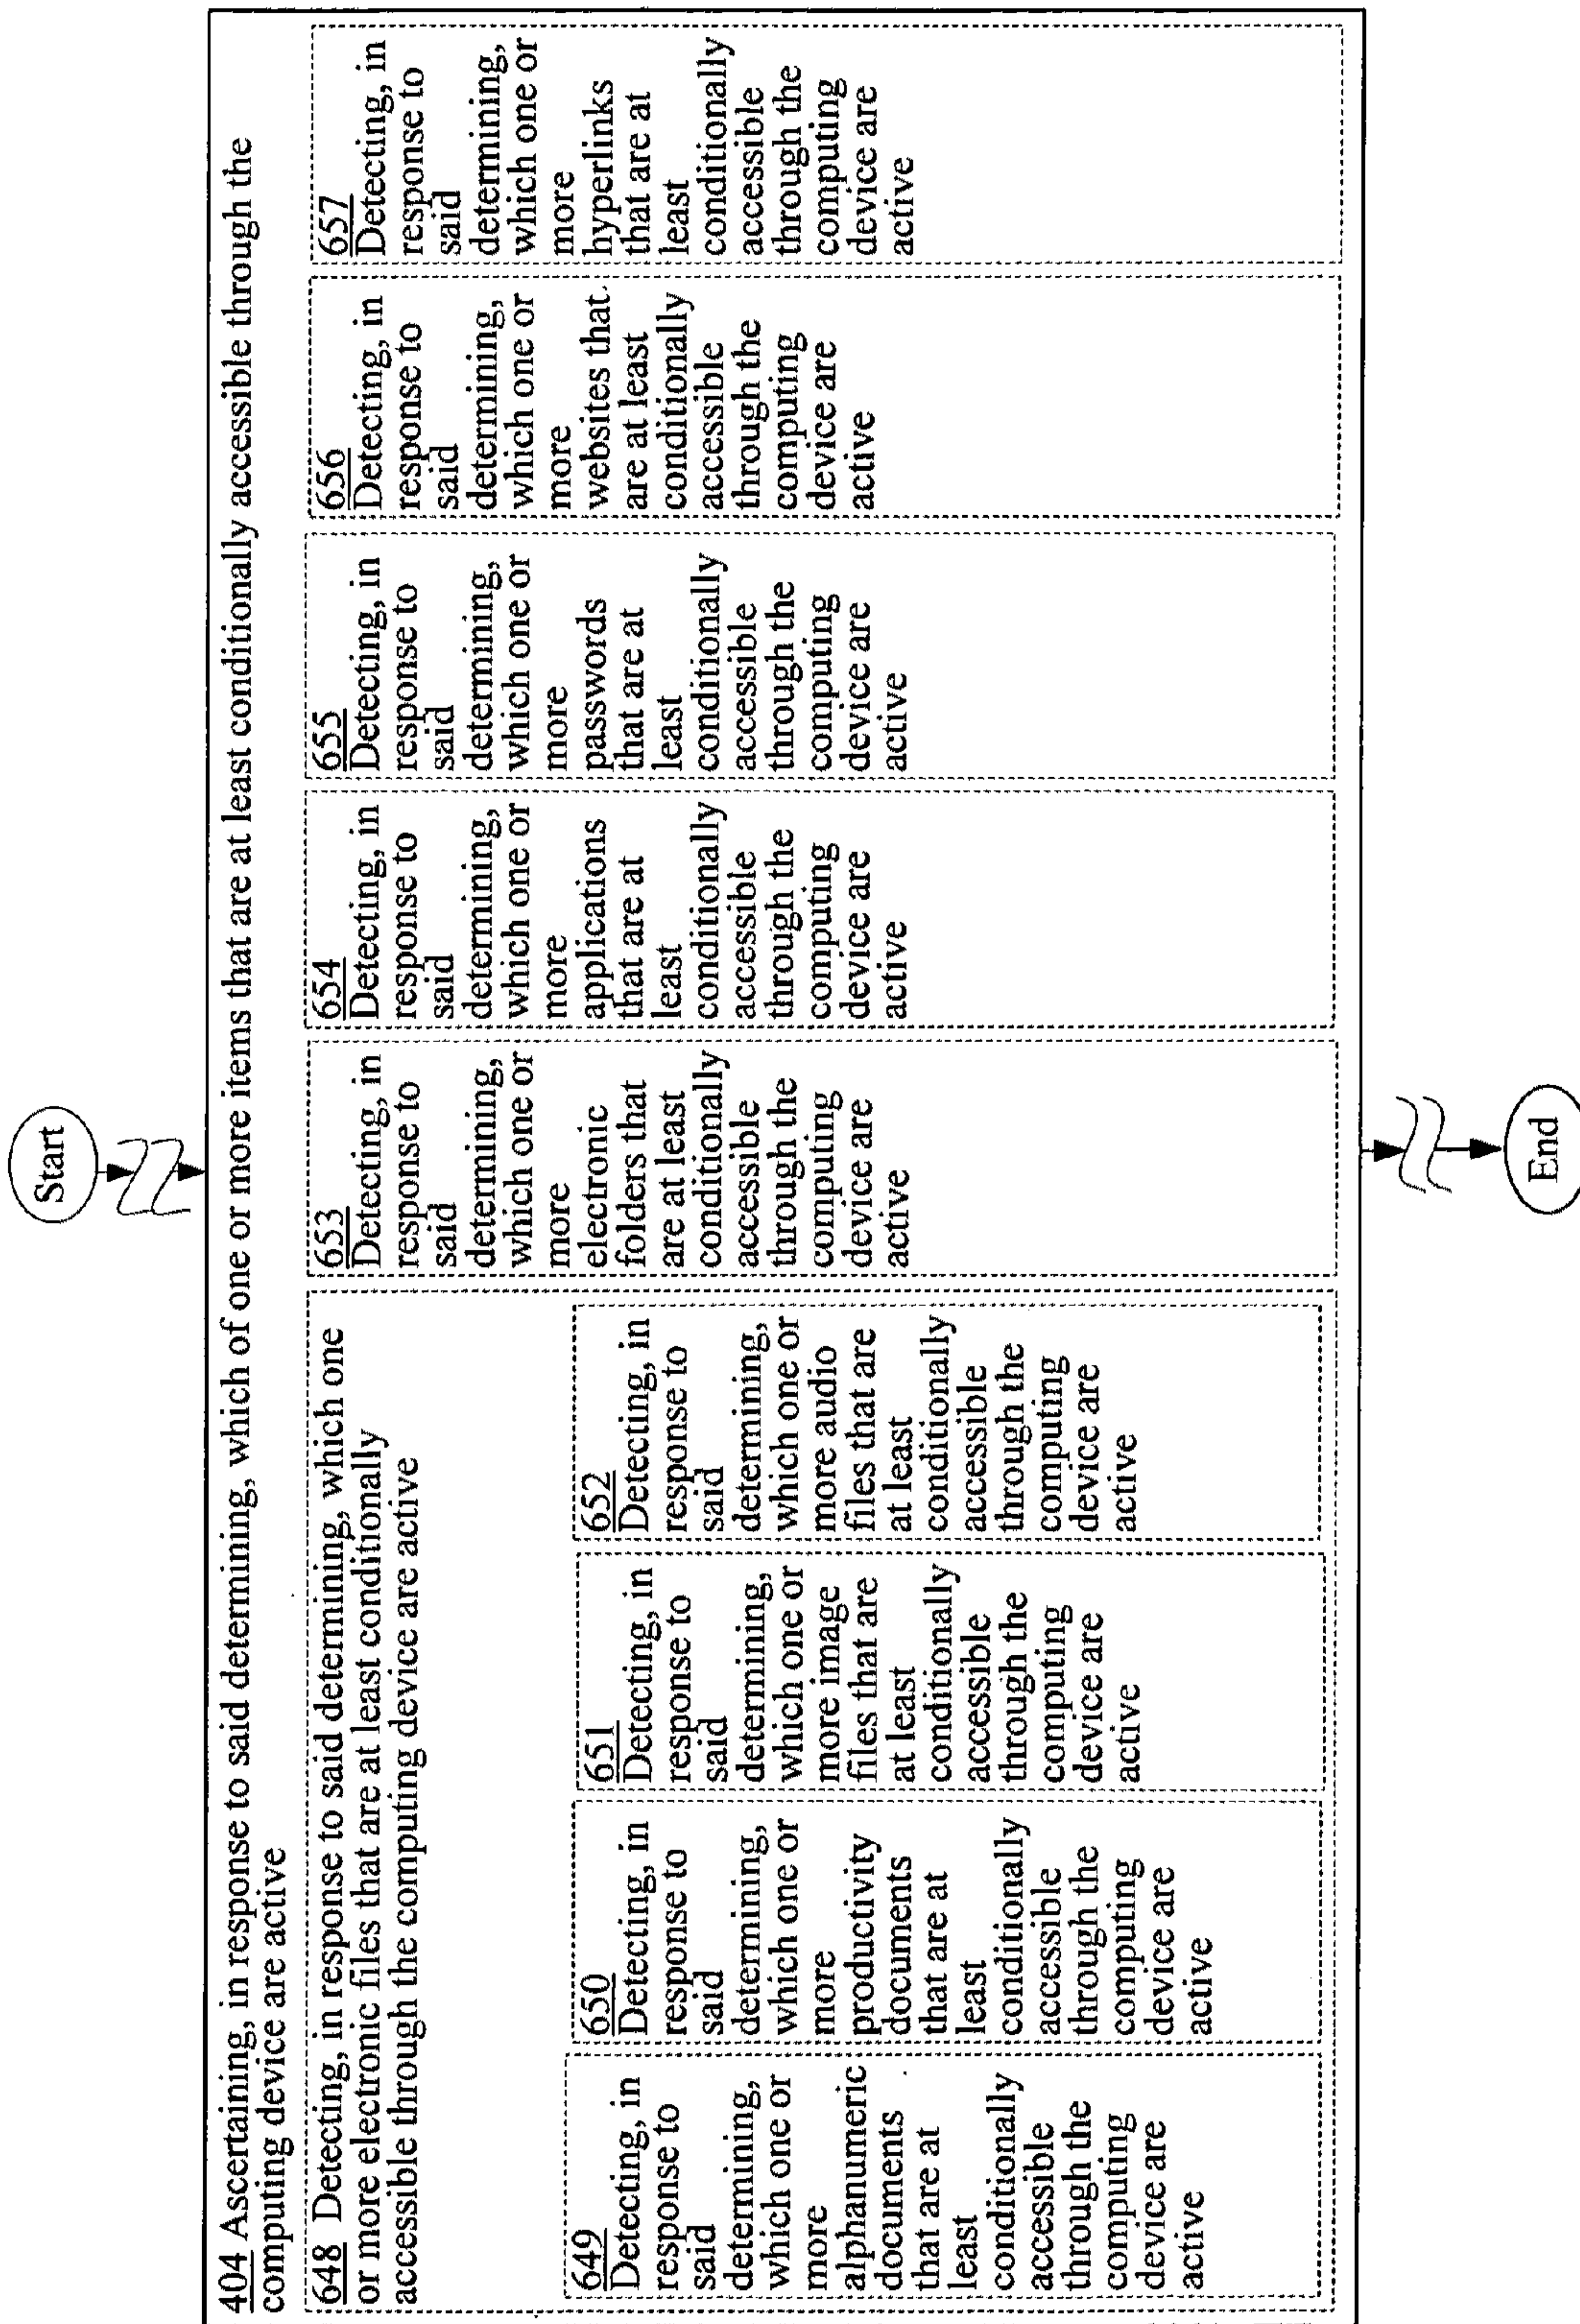 Start
404 Ascertaining, in response to said determining, which of one or more items that are at least conditionally accessible through the
computing device are active
648 Detecting, in response to said determining, which one
or more electronic files that are at least conditionally
accessible through the computing device are active
649
Detecting, in
response to
said
determining,
which one or
more
alphanumeric
documents
that are at
least
conditionally
accessible
through the
computing
device are
active
650
Detecting, in
response to
said
determining,
which one or
more
productivity
documents
that are at
least
conditionally
accessible
through the
computing
device are
active
651
Detecting, in
response to
said
determining,
which one or
more image
files that are
at least
conditionally
accessible
through the
computing
device are
active
652
Detecting, in
response to
said
determining,
which one or
more audio
files that are
at least
conditionally
accessible
through the
computing
device are
active
653
Detecting, in
response to
said
determining,
which one or
more
electronic
folders that
are at least
conditionally
accessible
through the
computing
device are
active
654
Detecting, in
response to
said
determining,
which one or
more
applications
that are at
least
conditionally
accessible
through the
computing
device are
active
655
Detecting, in
response to
said
determining,
which one or
more
passwords
that are at
least
conditionally
accessible
through the
computing
device are
active
656
Detecting, in
response to
said
determining,
which one or
more
websites that
are at least
conditionally
accessible
through the
computing
device are
active
657
Detecting, in
response to
said
determining,
which one or
more
hyperlinks
that are at
least
conditionally
accessible
through the
computing
device are
active
End